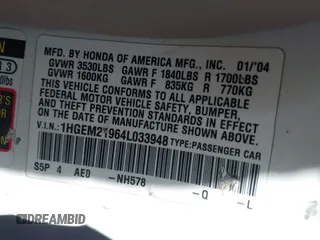 MFD. BY HONDA OF AMERICA MFG., INC. 01/'04
GVWR 3530LBS GAWR F 1840LBS R 1700LBS
GVWR 1600KG GAWR F 835KG R 770KG
THIS VEHICLE CONFORMS TO ALL APPLICABLE
FEDERAL MOTOR VEHICLE SAFETY AND
THEFT PREVENTION STANDARDS IN EFFECT
ON THE DATE OF MANUFACTURE SHOWN ABOVE.
V.I.N.: 1HGEM21964L033948 TYPE:PASSENGER CAR
S5P 4 AE0 -NH578 -Q -L
R 3
AUTOBIDMASTER